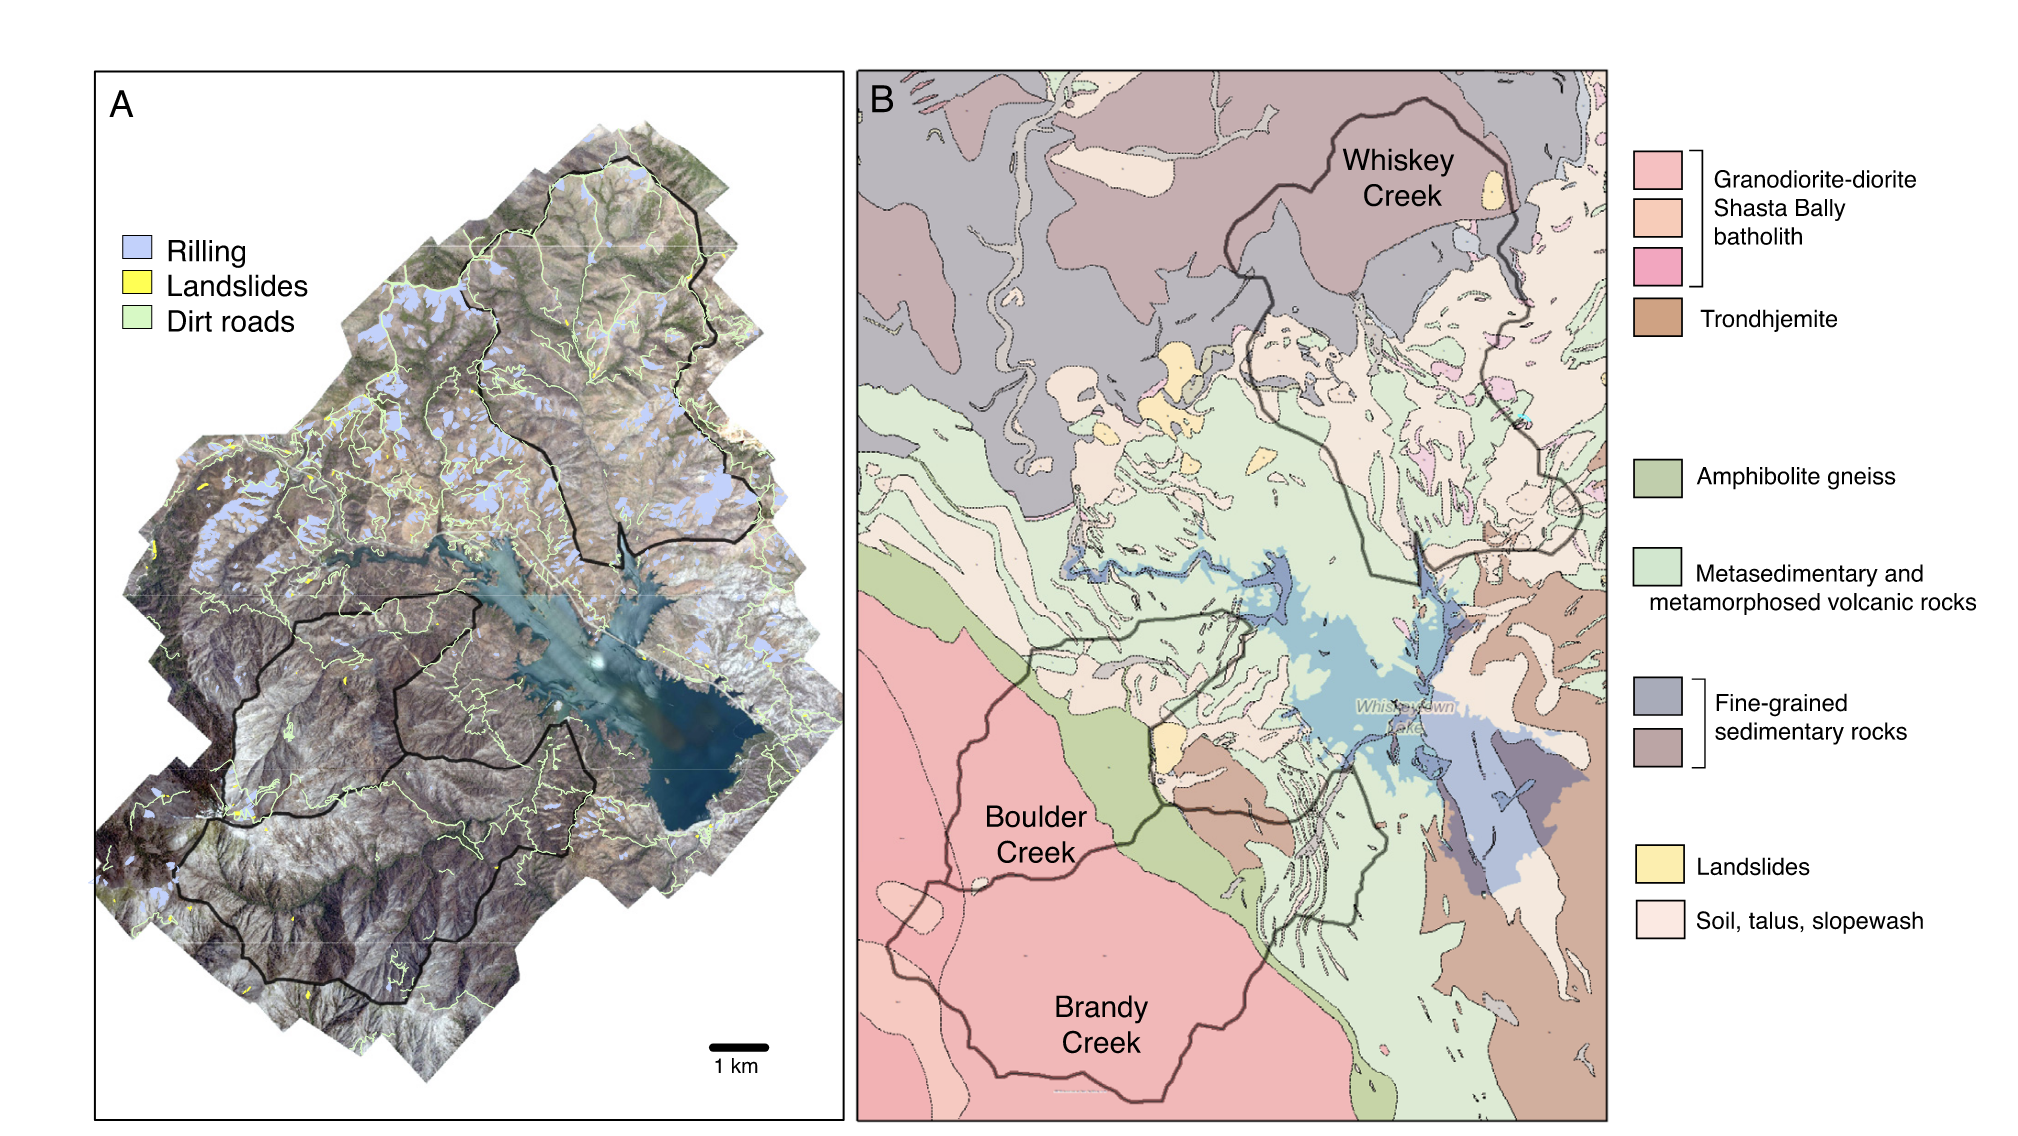 A
Rilling
Landslides
Dirt roads
1 km
B
Whiskey
Creek
Whiskeytown
Lake
Boulder
Creek
Brandy
Creek
Granodiorite-diorite
Shasta Bally
batholith
Trondhjemite
Amphibolite gneiss
Metasedimentary and
metamorphosed volcanic rocks
Fine-grained
sedimentary rocks
Landslides
Soil, talus, slopewash